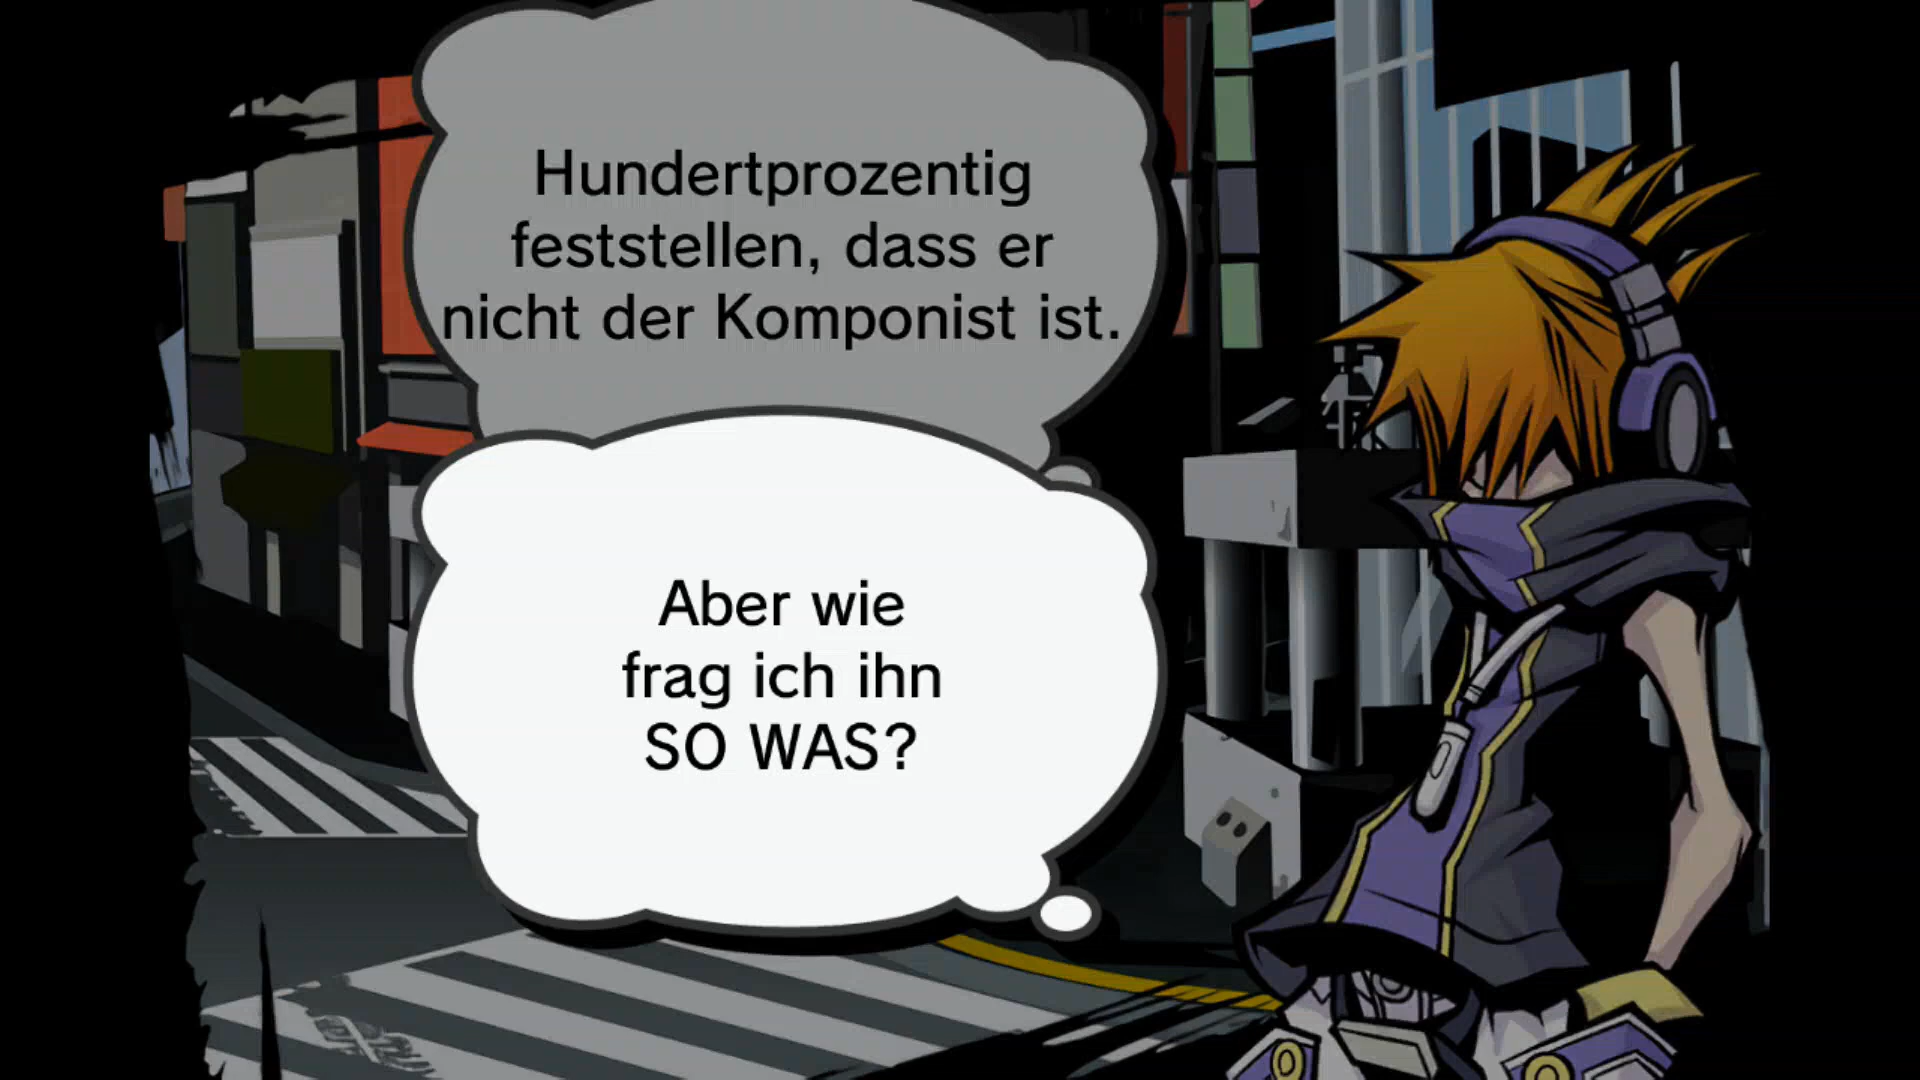 Hundertprozentig
feststellen, dass er
nicht der Komponist ist.
Aber wie
frag ich ihn
SO WAS?